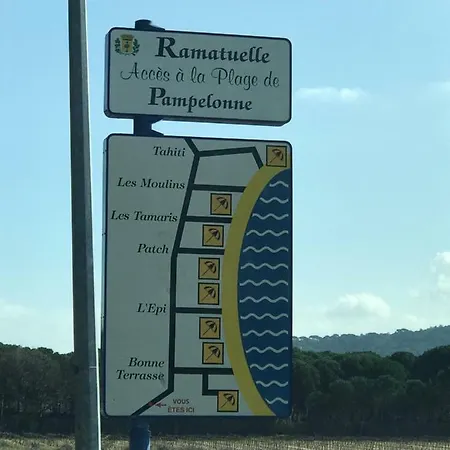 Ramatuelle
Accès à la Plage de
Pampelonne
Tahiti
Les Moulins
Les Tamaris
Patch
L'Epi
Bonne
Terrasse
VOUS
ÊTES ICI